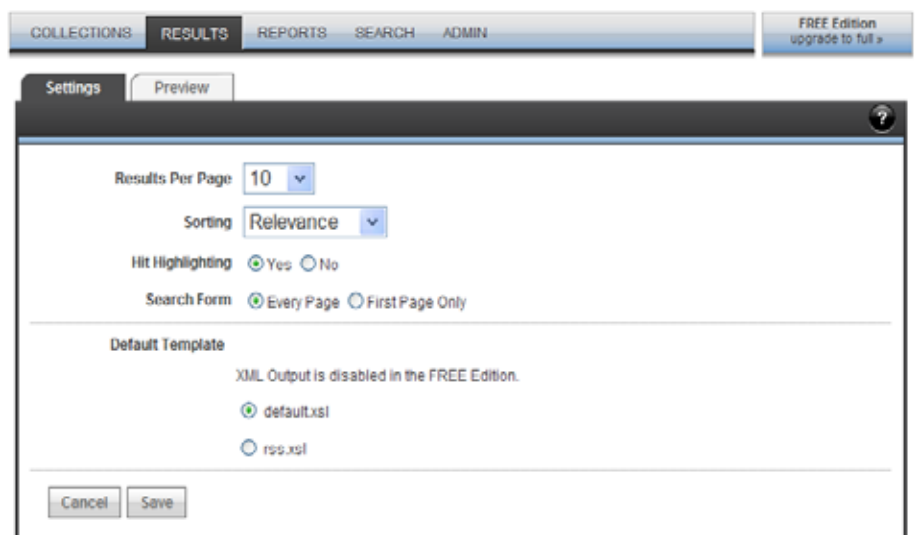 COLLECTIONS RESULTS REPORTS SEARCH ADMIN
FREE Edition
upgrade to full »
Settings Preview
?
Results Per Page 10
Sorting Relevance
Hit Highlighting Yes No
Search Form Every Page First Page Only
Default Template
XML Output is disabled in the FREE Edition.
default.xsl
rss.xsl
Cancel Save